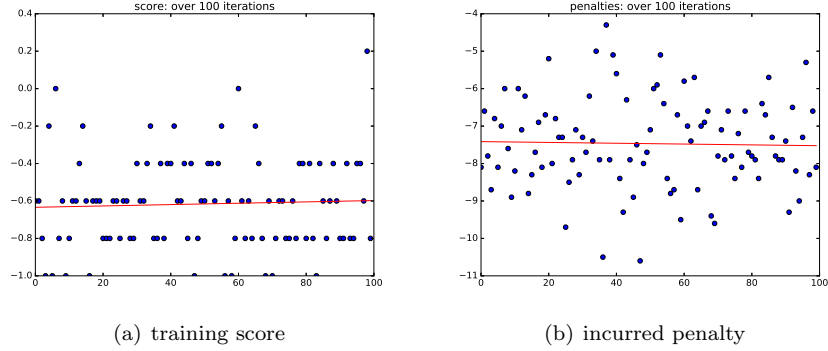 score: over 100 iterations
0.4
0.2
0.0
−0.2
−0.4
−0.6
−0.8
−1.0
0 20 40 60 80 100
(a) training score
penalties: over 100 iterations
−4
−5
−6
−7
−8
−9
−10
−11
0 20 40 60 80 100
(b) incurred penalty